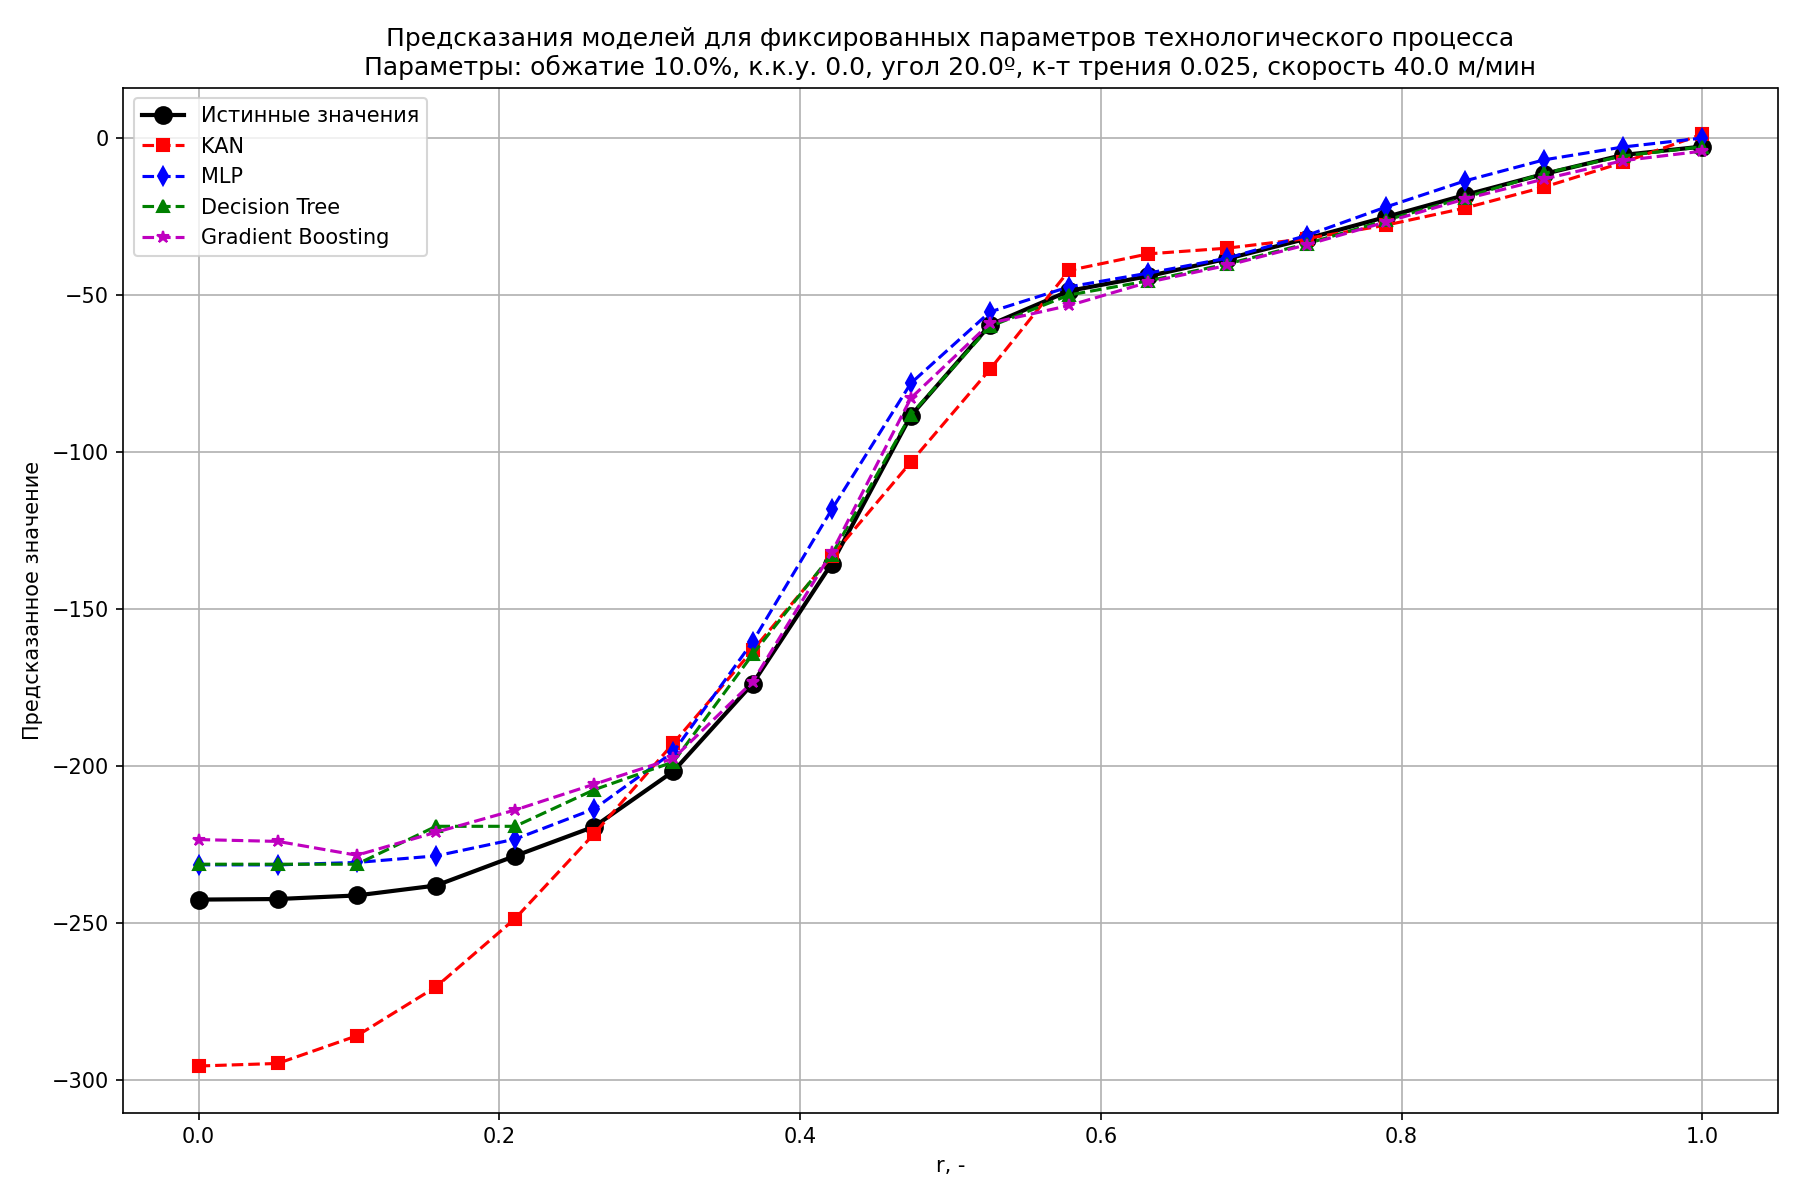 Предсказания моделей для фиксированных параметров технологического процесса
Параметры: обжатие 10.0%, к.к.у. 0.0, угол 20.0º, к-т трения 0.025, скорость 40.0 м/мин
Истинные значения
KAN
MLP
Decision Tree
Gradient Boosting
Предсказанное значение
0
−50
−100
−150
−200
−250
−300
0.0 0.2 0.4 0.6 0.8 1.0
r, -